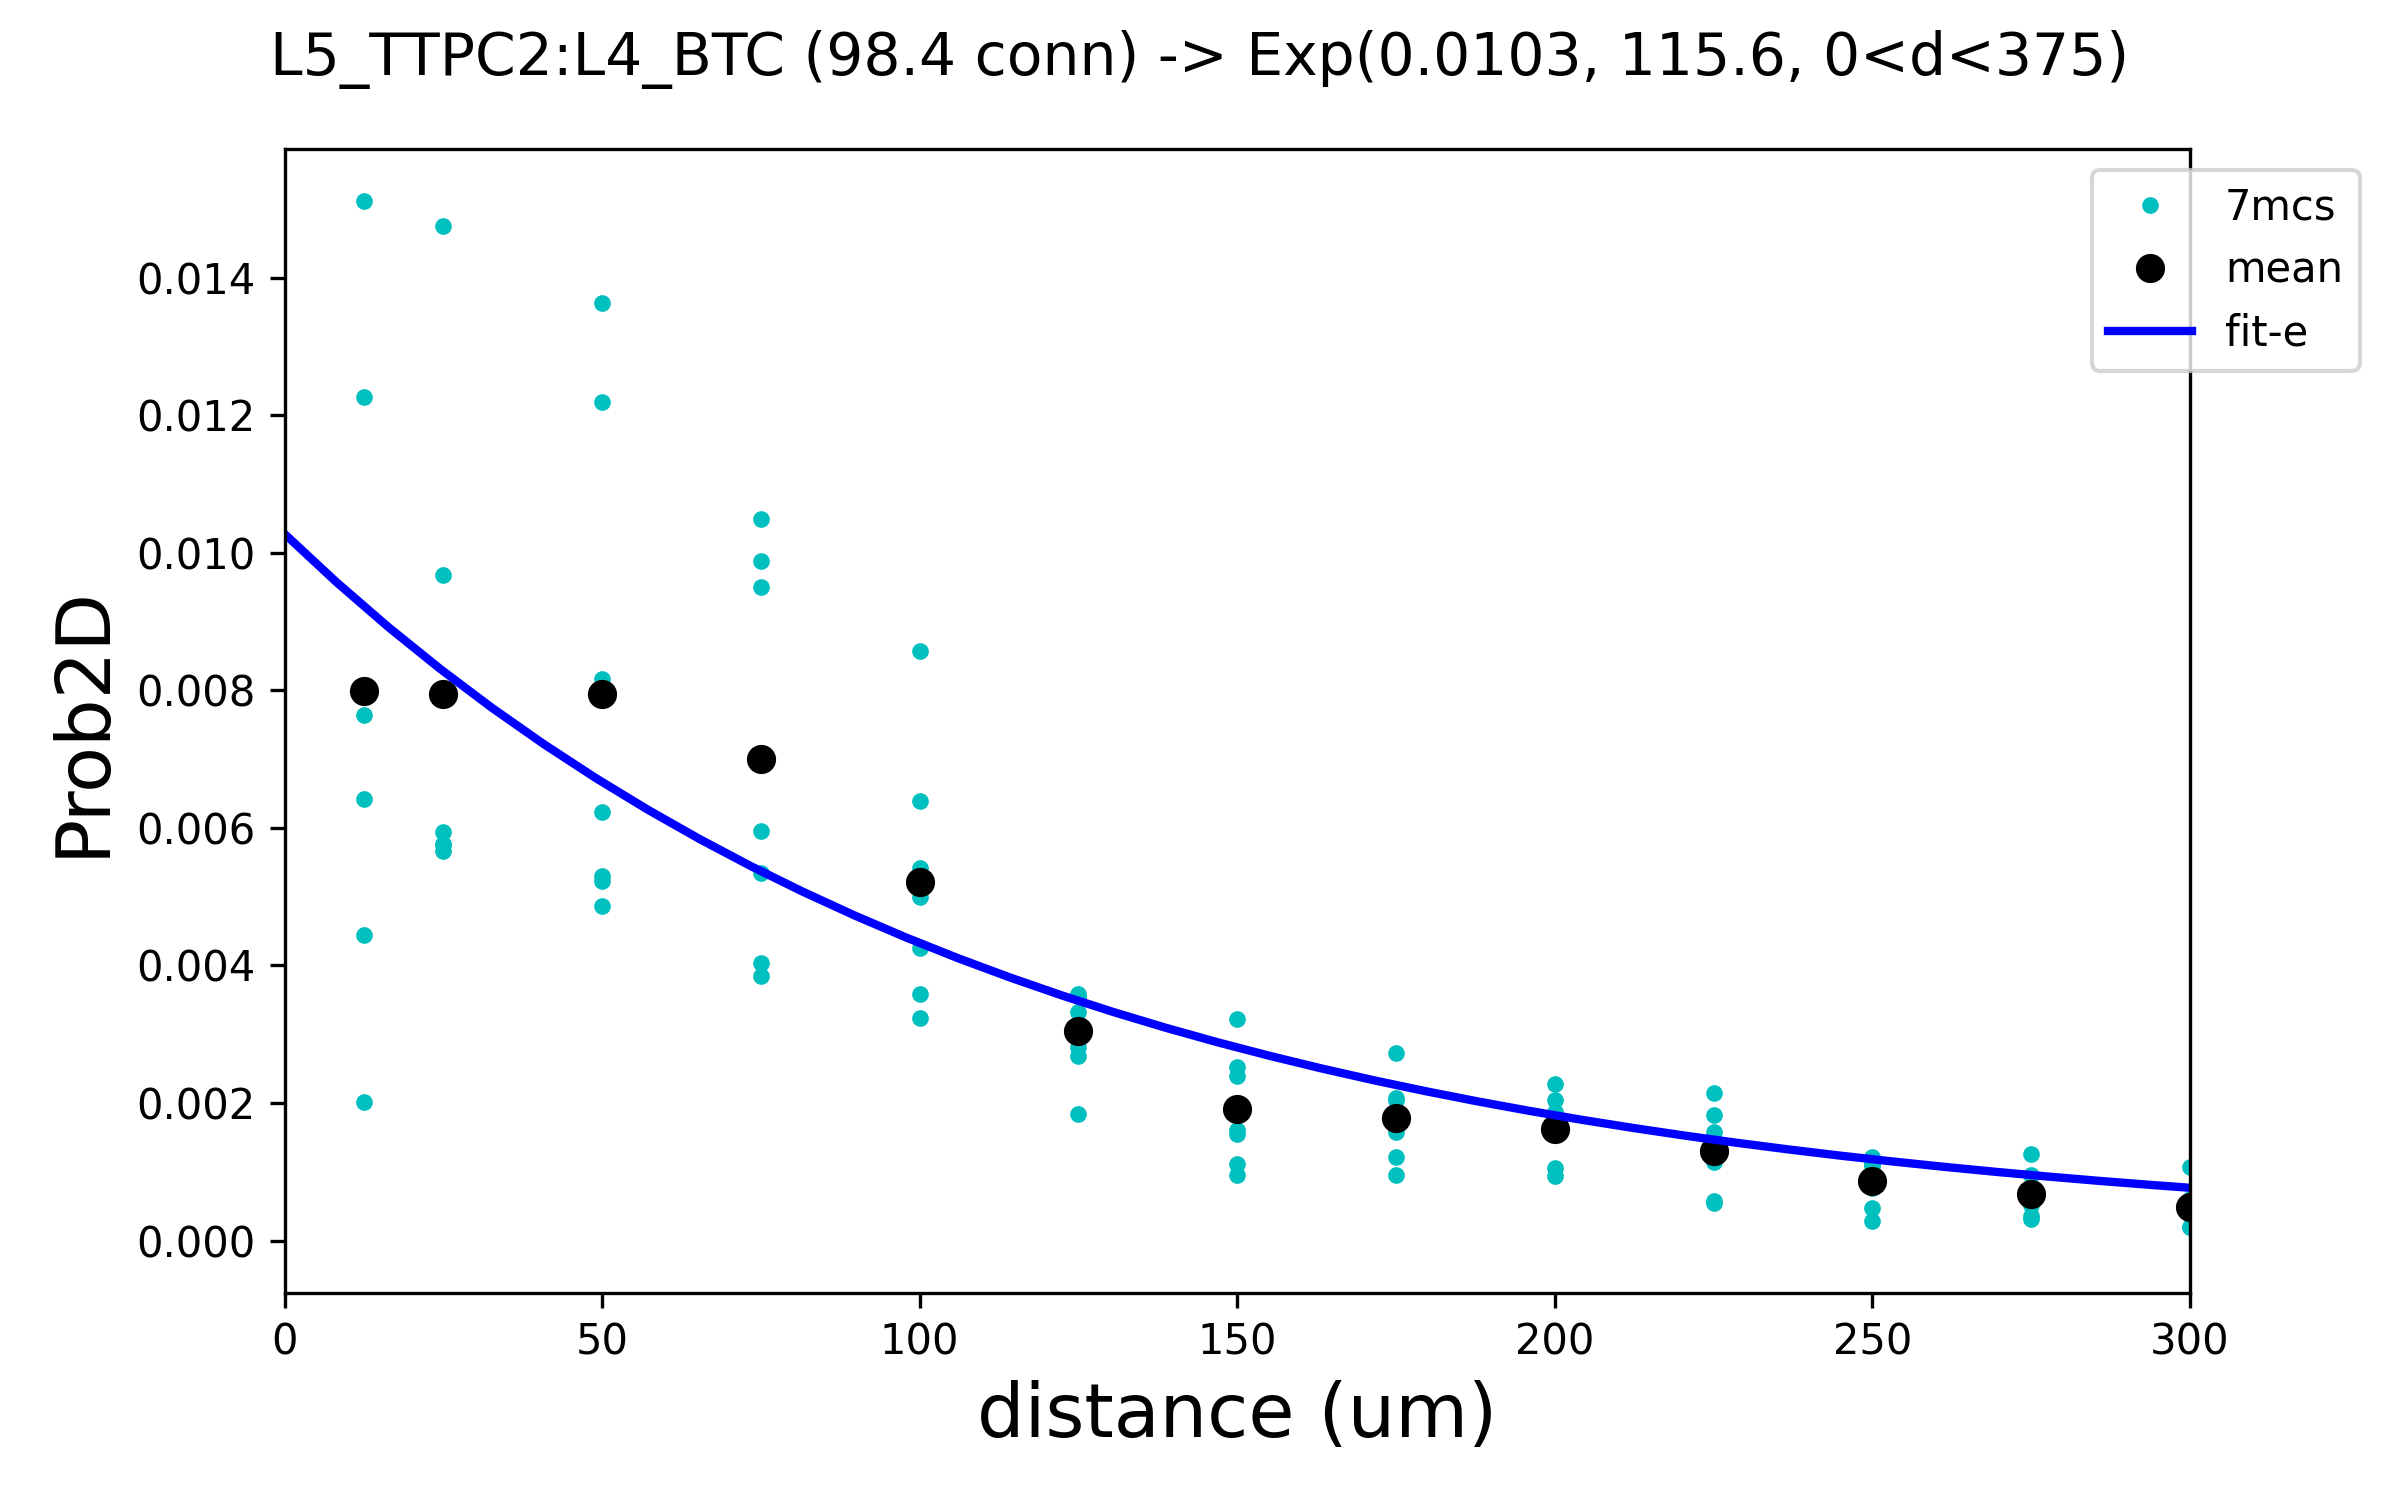 L5_TTPC2:L4_BTC (98.4 conn) -> Exp(0.0103, 115.6, 0<d<375)
7mcs
mean
fit-e
Prob2D
0.014
0.012
0.010
0.008
0.006
0.004
0.002
0.000
0 50 100 150 200 250 300
distance (um)